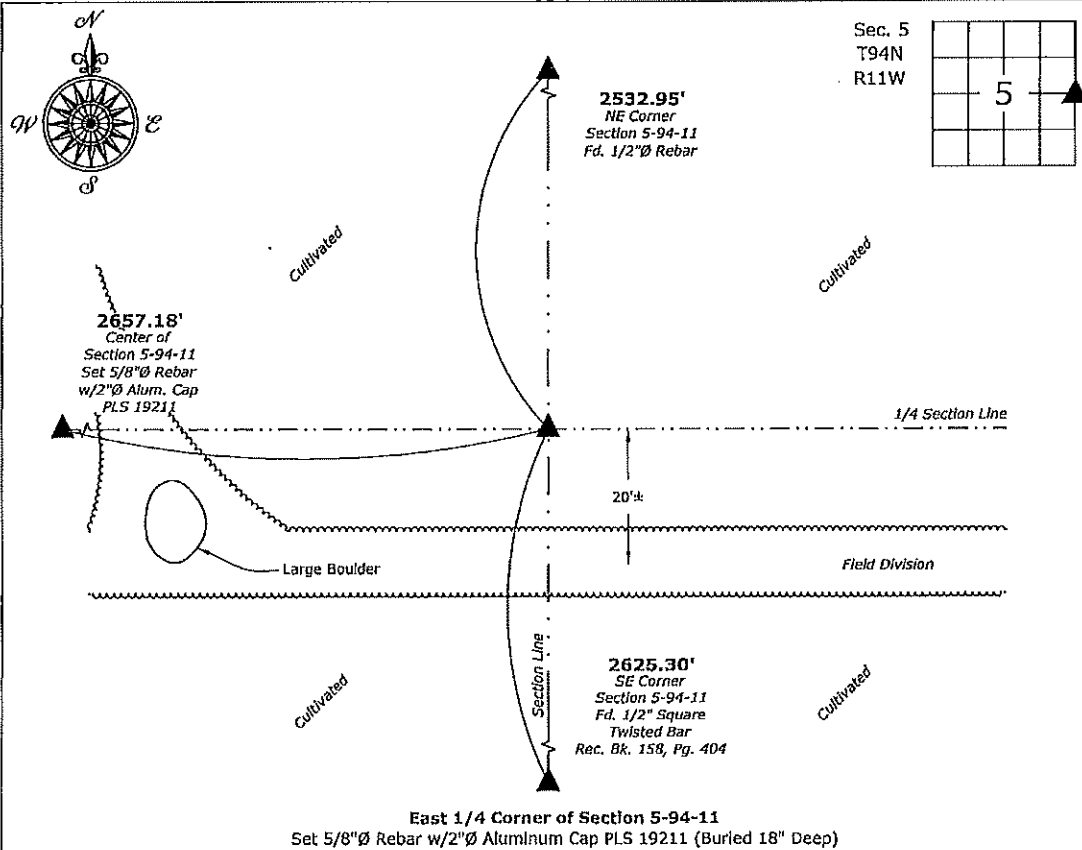 N
W
E
S
Sec. 5
T94N
R11W
5
2532.95'
NE Corner
Section 5-94-11
Fd. 1/2"Ø Rebar
Cultivated
Cultivated
2657.18'
Center of
Section 5-94-11
Set 5/8"Ø Rebar
w/2"Ø Alum. Cap
PLS 19211
1/4 Section Line
20'±
Large Boulder
Field Division
Section Line
2625.30'
SE Corner
Section 5-94-11
Fd. 1/2" Square
Twisted Bar
Rec. Bk. 158, Pg. 404
Cultivated
Cultivated
East 1/4 Corner of Section 5-94-11
Set 5/8"Ø Rebar w/2"Ø Aluminum Cap PLS 19211 (Buried 18" Deep)